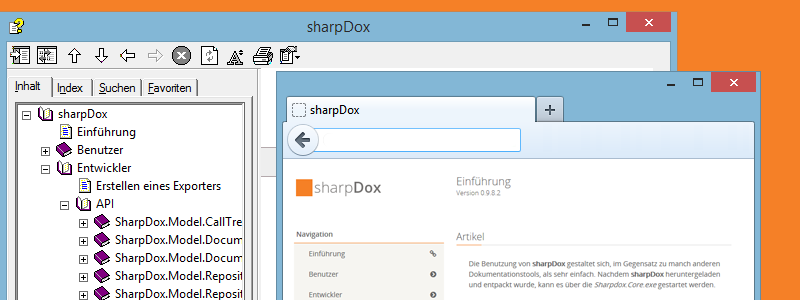 sharpDox
Inhalt Index Suchen Favoriten
sharpDox
Einführung
Benutzer
Entwickler
Erstellen eines Exporters
API
SharpDox.Model.CallTre
SharpDox.Model.Docum
SharpDox.Model.Docum
SharpDox.Model.Reposit
SharpDox.Model.Reposit
sharpDox
sharpDox
Einführung
Version 0.9.8.2
Navigation
Einführung
Benutzer
Entwickler
Artikel
Die Benutzung von sharpDox gestaltet sich, im Gegensatz zu manch anderen
Dokumentationstools, als sehr einfach. Nachdem sharpDox heruntergeladen
und entpackt wurde, kann es über die Sharpdox.Core.exe gestartet werden.